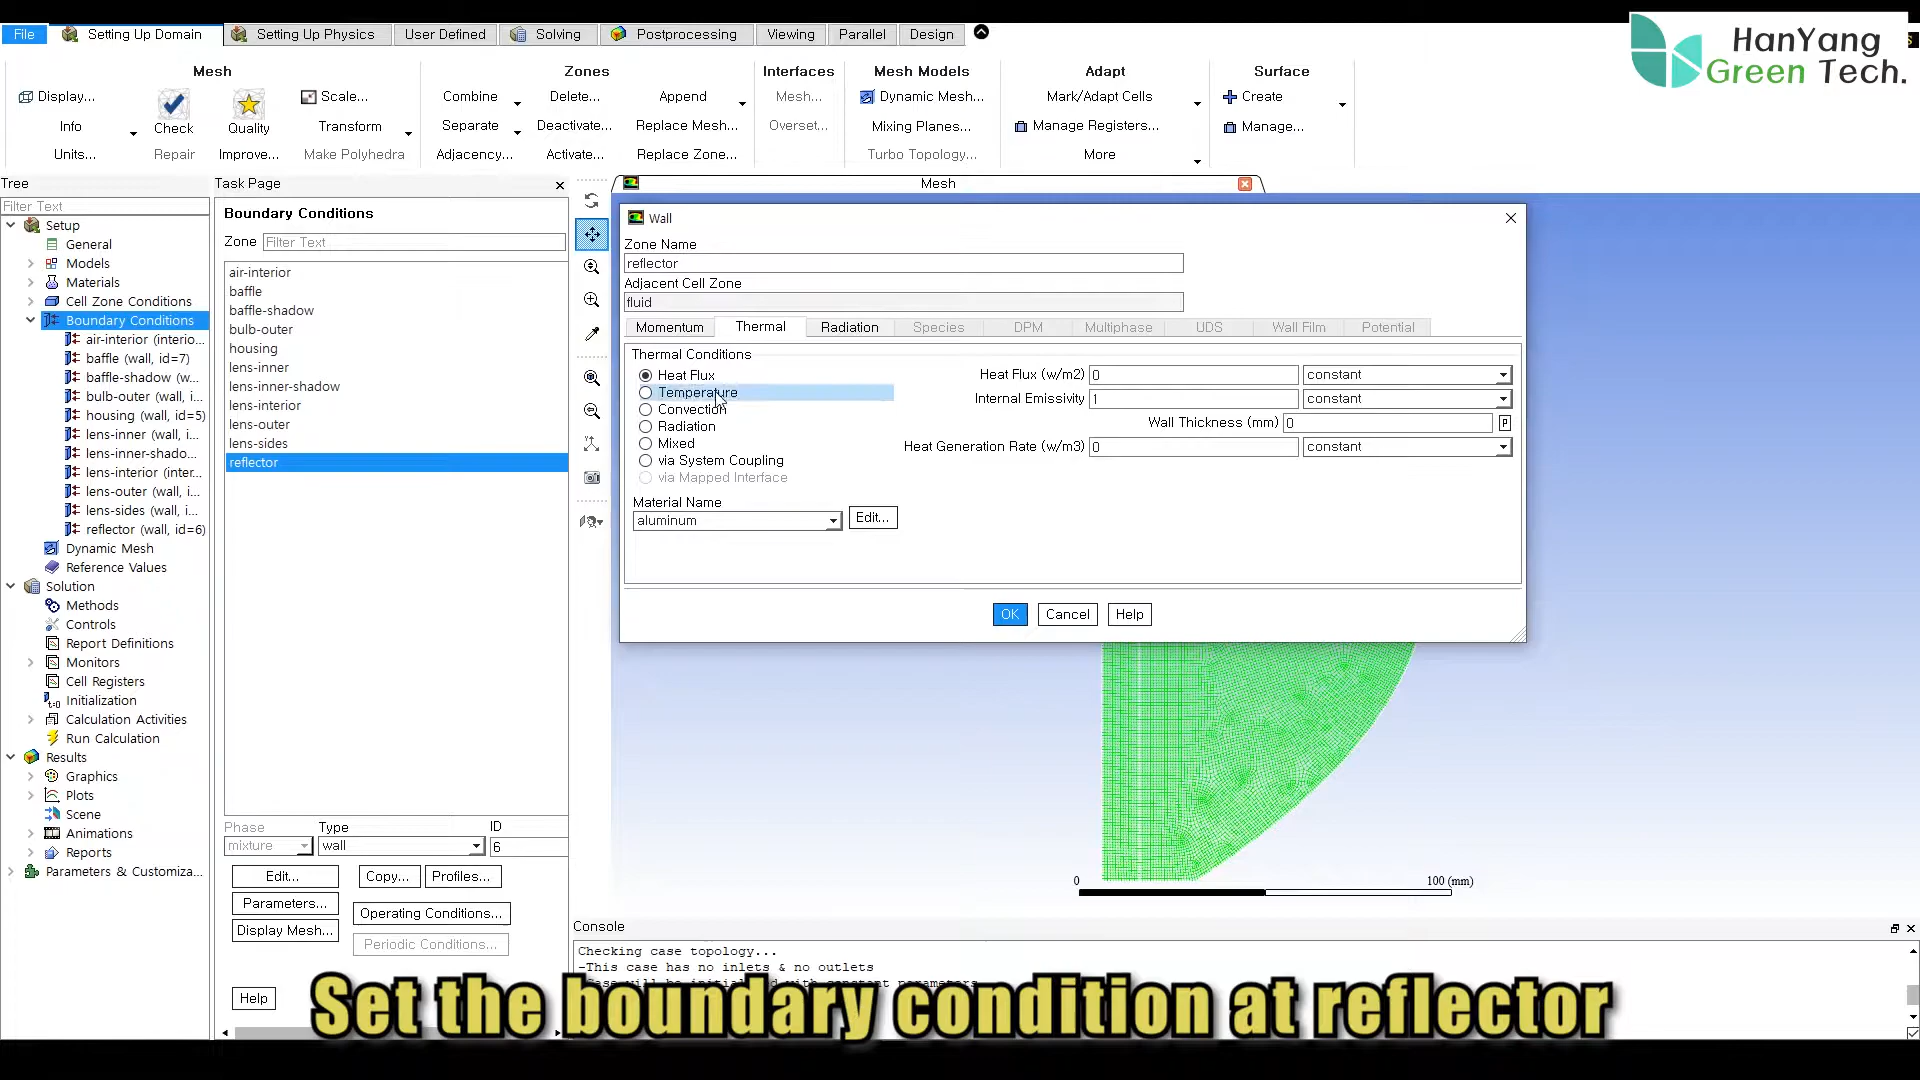 File
Setting Up Domain
Setting Up Physics
User Defined
Solving
Postprocessing
Viewing
Parallel
Design
HanYang
Green Tech.
Mesh
Zones
Interfaces
Mesh Models
Adapt
Surface
Display...
Scale...
Combine
Delete...
Append
Mesh...
Dynamic Mesh...
Mark/Adapt Cells
Create
Info
Check
Quality
Transform
Separate
Deactivate...
Replace Mesh...
Overset...
Mixing Planes...
Manage Registers...
Manage...
Units...
Repair
Improve...
Make Polyhedra
Adjacency...
Activate...
Replace Zone...
Turbo Topology...
More
Tree
Filter Text
Setup
General
Models
Materials
Cell Zone Conditions
Boundary Conditions
air-interior (interio...
baffle (wall, id=7)
baffle-shadow (w...
bulb-outer (wall, i...
housing (wall, id=5)
lens-inner (wall, i...
lens-inner-shado...
lens-interior (inter...
lens-outer (wall, i...
lens-sides (wall, i...
reflector (wall, id=6)
Dynamic Mesh
Reference Values
Solution
Methods
Controls
Report Definitions
Monitors
Cell Registers
Initialization
Calculation Activities
Run Calculation
Results
Graphics
Plots
Scene
Animations
Reports
Parameters & Customiza...
Task Page
Boundary Conditions
Zone Filter Text
air-interior
baffle
baffle-shadow
bulb-outer
housing
lens-inner
lens-inner-shadow
lens-interior
lens-outer
lens-sides
reflector
Phase
Type
ID
mixture
wall
6
Edit...
Copy...
Profiles...
Parameters...
Operating Conditions...
Display Mesh...
Periodic Conditions...
Help
Mesh
Wall
Zone Name
reflector
Adjacent Cell Zone
fluid
Momentum
Thermal
Radiation
Species
DPM
Multiphase
UDS
Wall Film
Potential
Thermal Conditions
Heat Flux
Temperature
Convection
Radiation
Mixed
via System Coupling
via Mapped Interface
Material Name
aluminum
Edit...
Heat Flux (w/m2) 0 constant
Internal Emissivity 1 constant
Wall Thickness (mm) 0 P
Heat Generation Rate (w/m3) 0 constant
OK
Cancel
Help
0
100 (mm)
Console
Checking case topology...
-This case has no inlets & no outlets
Set the boundary condition at reflector